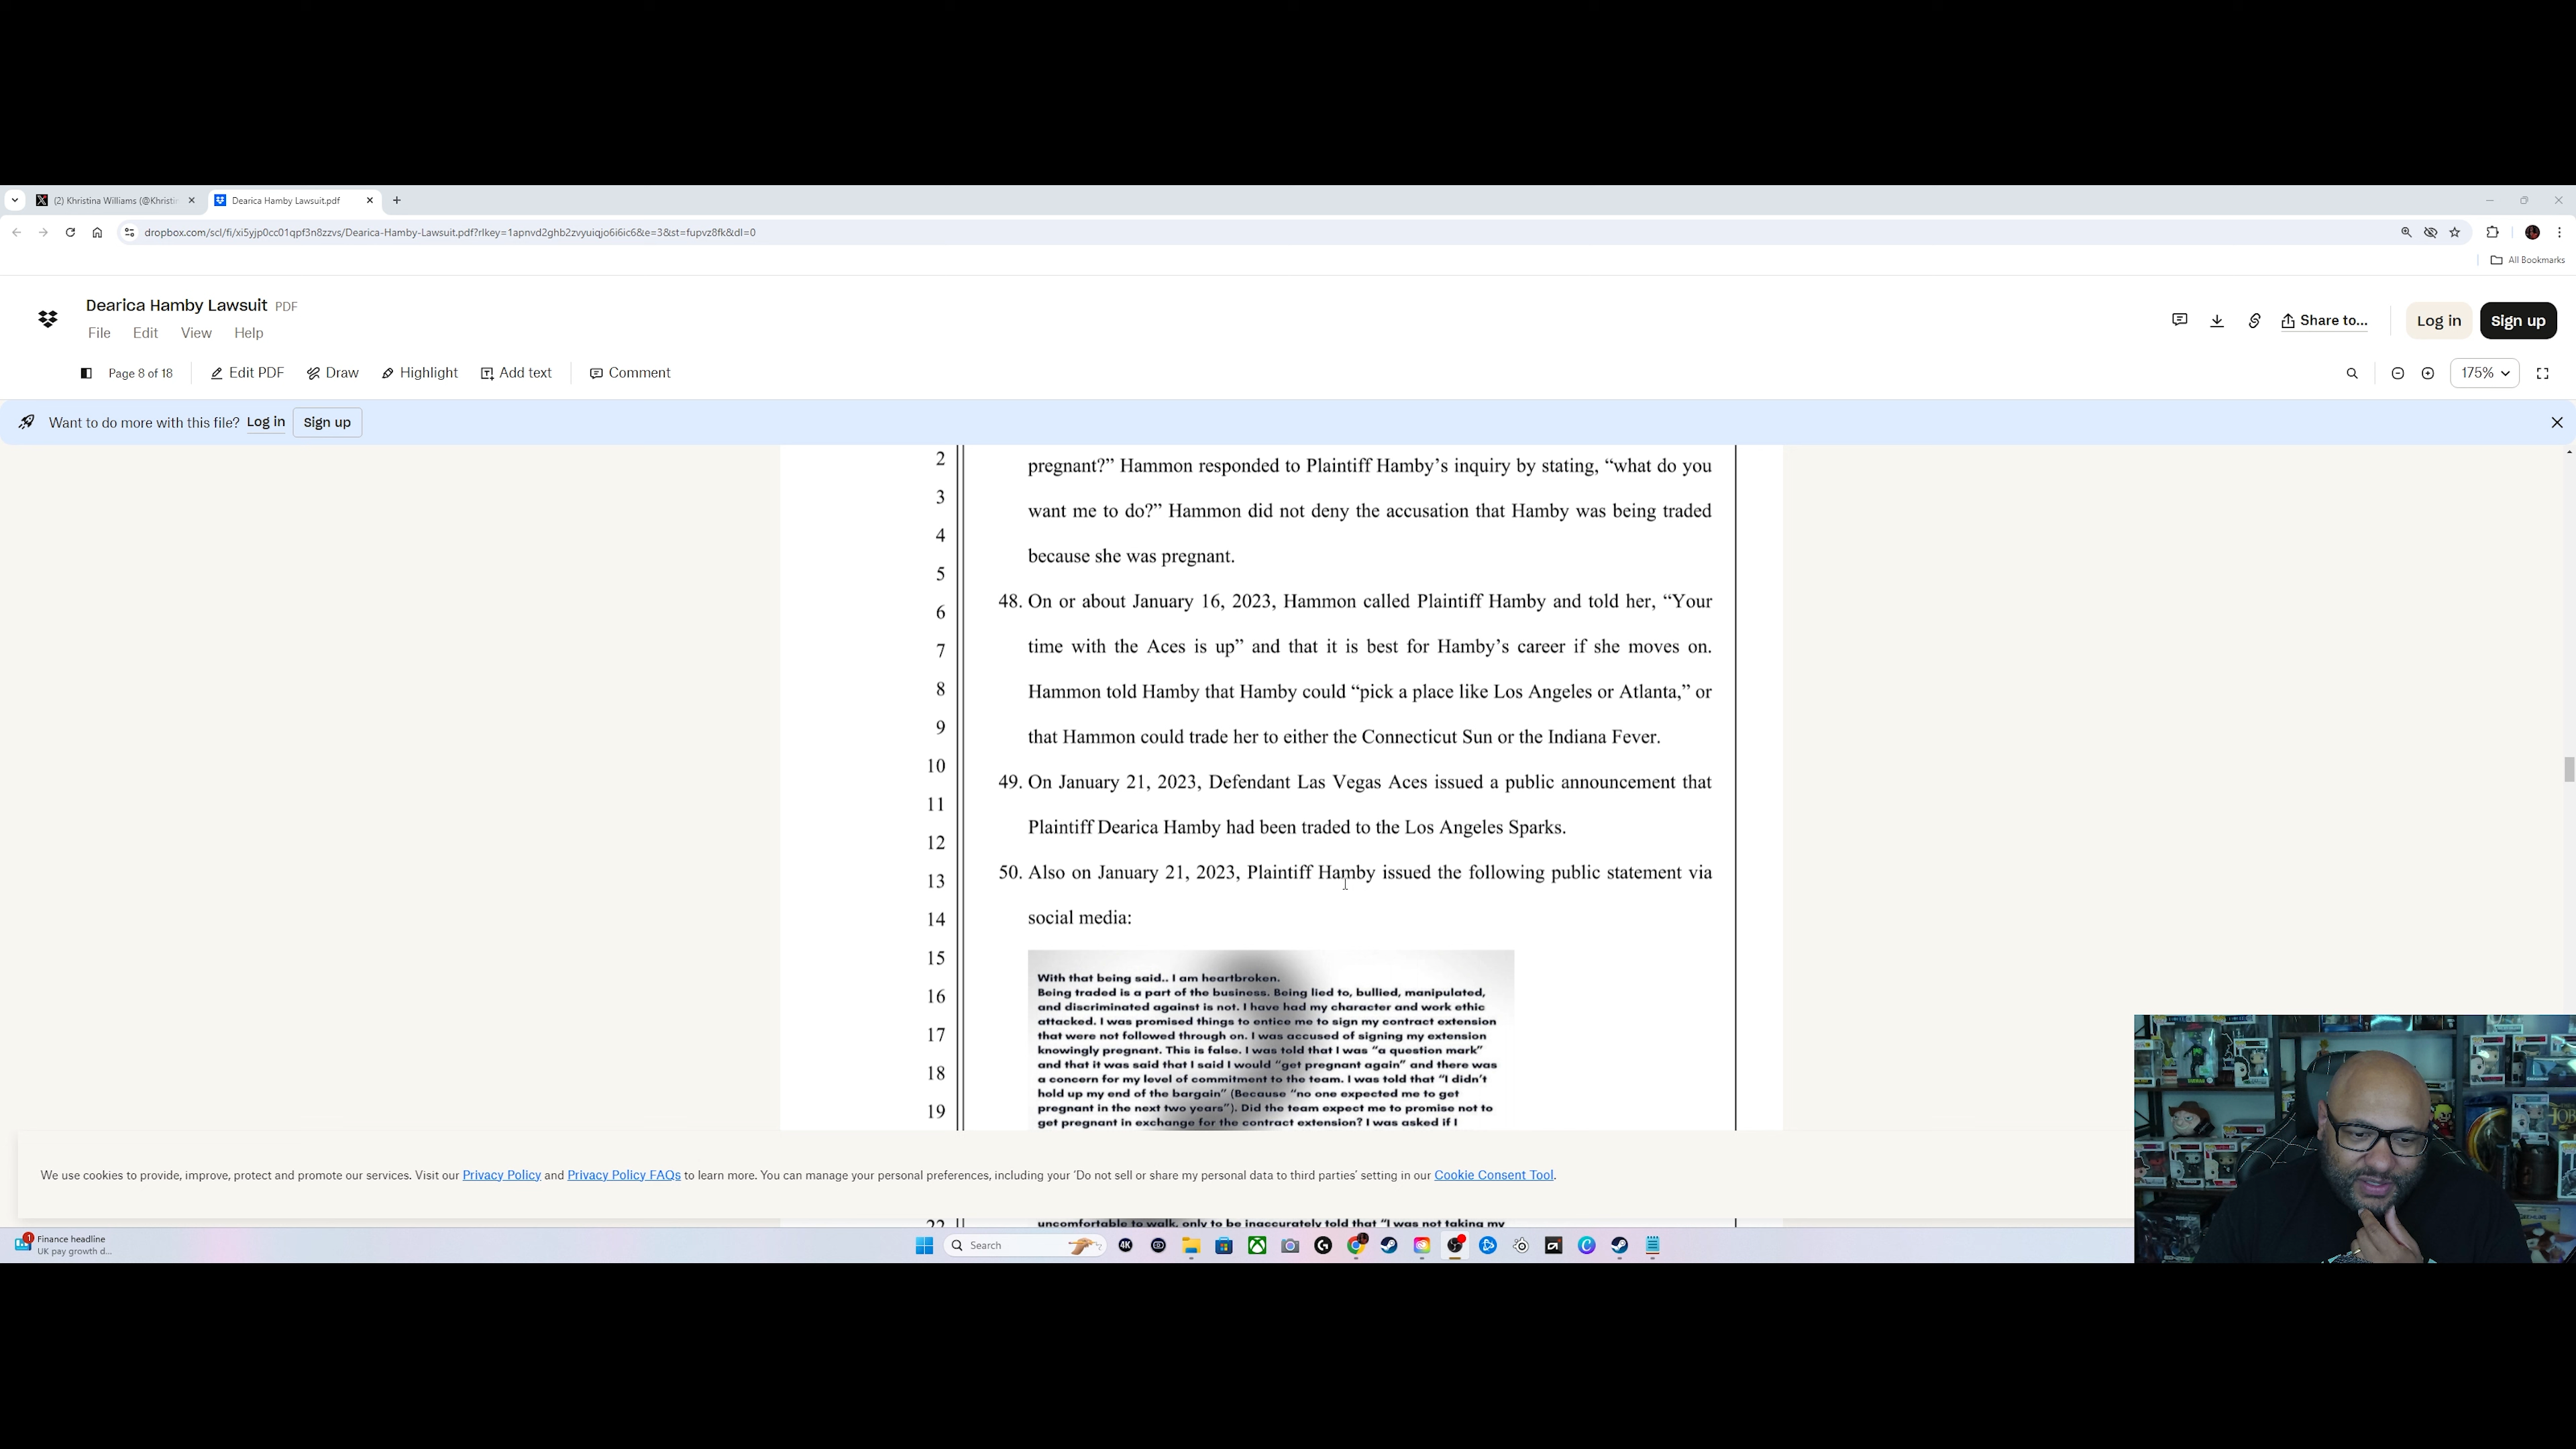 (2) Khristina Williams (@Khristin
Dearica Hamby Lawsuit.pdf
dropbox.com/scl/fi/xi5yjp0cc01qpf3n8zzvs/Dearica-Hamby-Lawsuit.pdf?rlkey=1apnvd2ghb2zvyuiqjo6i6ic6&e=3&st=fupvz8fk&dl=0
All Bookmarks
Dearica Hamby Lawsuit PDF
File Edit View Help
Share to...
Log in
Sign up
Page 8 of 18
Edit PDF
Draw
Highlight
Add text
Comment
175%
Want to do more with this file? Log in Sign up
2
pregnant?” Hammon responded to Plaintiff Hamby’s inquiry by stating, “what do you
3
want me to do?” Hammon did not deny the accusation that Hamby was being traded
4
because she was pregnant.
5
48. On or about January 16, 2023, Hammon called Plaintiff Hamby and told her, “Your
6
time with the Aces is up” and that it is best for Hamby’s career if she moves on.
7
Hammon told Hamby that Hamby could “pick a place like Los Angeles or Atlanta,” or
8
9
that Hammon could trade her to either the Connecticut Sun or the Indiana Fever.
10
49. On January 21, 2023, Defendant Las Vegas Aces issued a public announcement that
11
Plaintiff Dearica Hamby had been traded to the Los Angeles Sparks.
12
50. Also on January 21, 2023, Plaintiff Hamby issued the following public statement via
13
social media:
14
15
With that being said.. I am heartbroken.
Being traded is a part of the business. Being lied to, bullied, manipulated,
16
and discriminated against is not. I have had my character and work ethic
attacked. I was promised things to entice me to sign my contract extension
17
that were not followed through on. I was accused of signing my extension
knowingly pregnant. This is false. I was told that I was “a question mark”
and that it was said that I said I would “get pregnant again” and there was
18
a concern for my level of commitment to the team. I was told that “I didn’t
hold up my end of the bargain” (Because “no one expected me to get
19
pregnant in the next two years”). Did the team expect me to promise not to
get pregnant in exchange for the contract extension? I was asked if I
We use cookies to provide, improve, protect and promote our services. Visit our Privacy Policy and Privacy Policy FAQs to learn more. You can manage your personal preferences, including your ‘Do not sell or share my personal data to third parties’ setting in our Cookie Consent Tool.
22
uncomfortable to walk, only to be inaccurately told that “I was not taking my
1
Finance headline
UK pay growth d...
Search
4K